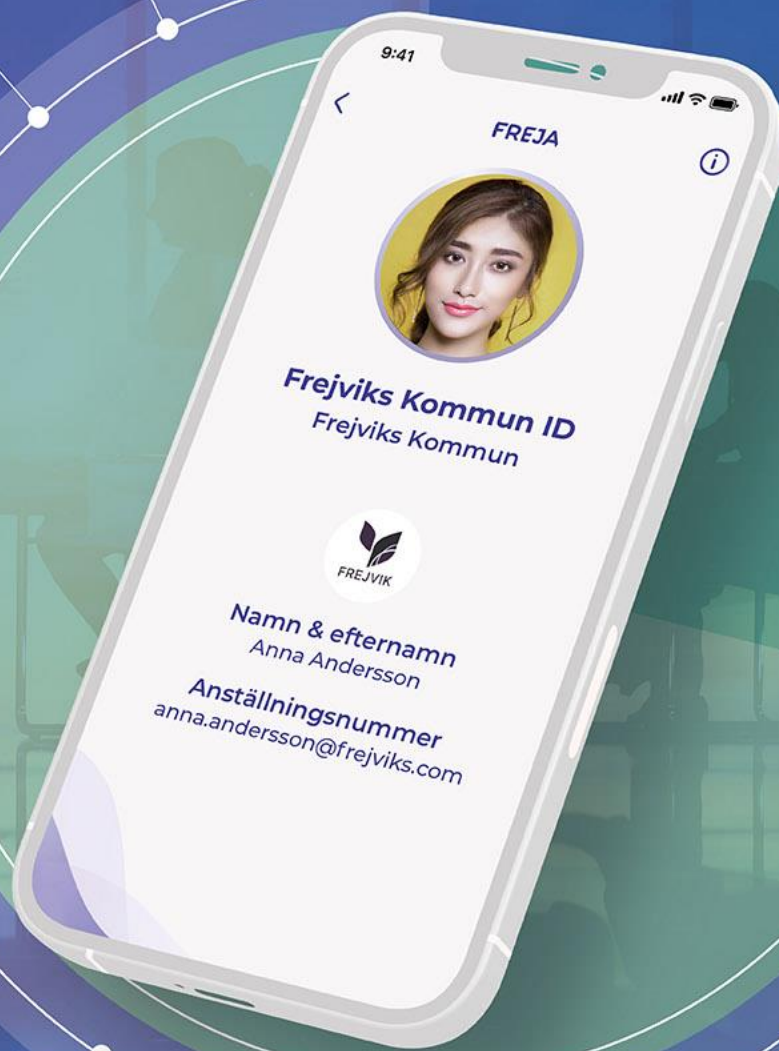 9:41
FREJA
Frejviks Kommun ID
Frejviks Kommun
FREJVIK
Namn & efternamn
Anna Andersson
Anställningsnummer
anna.andersson@frejviks.com